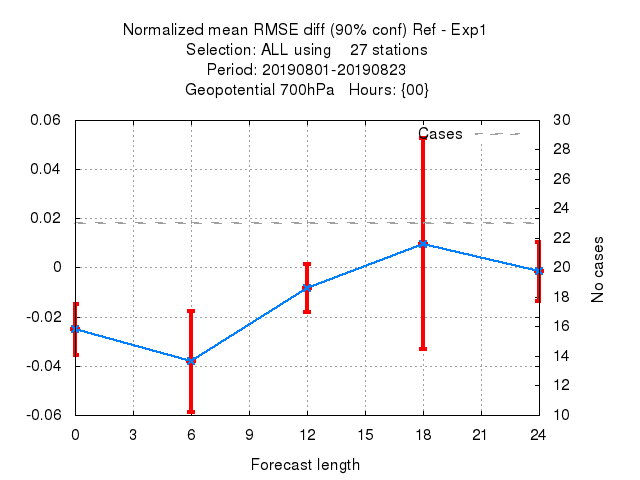 Normalized mean RMSE diff (90% conf) Ref - Exp1
Selection: ALL using    27 stations
Period: 20190801-20190823
Geopotential 700hPa   Hours: {00}
Cases
0.06
0.04
0.02
0
-0.02
-0.04
-0.06
30
28
26
24
22
20
18
16
14
12
10
No cases
0 3 6 9 12 15 18 21 24
Forecast length